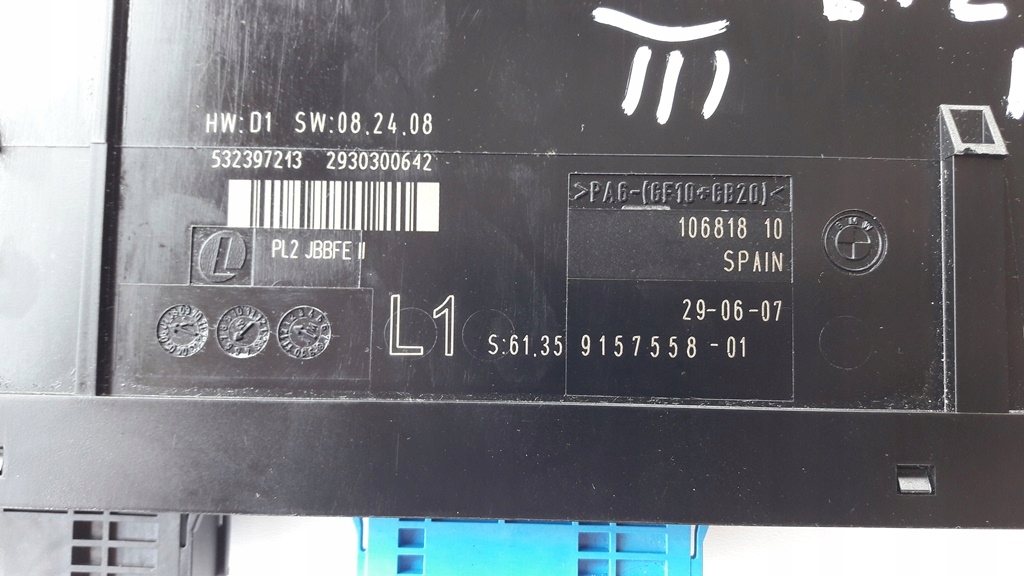 HW:D1 SW:08.24.08
532397213 2930300642
PL2 JBBFE II
L1
>PA6-(GF10+GB20)<
106818 10
SPAIN
29-06-07
S:61.35 9157558-01
BMW